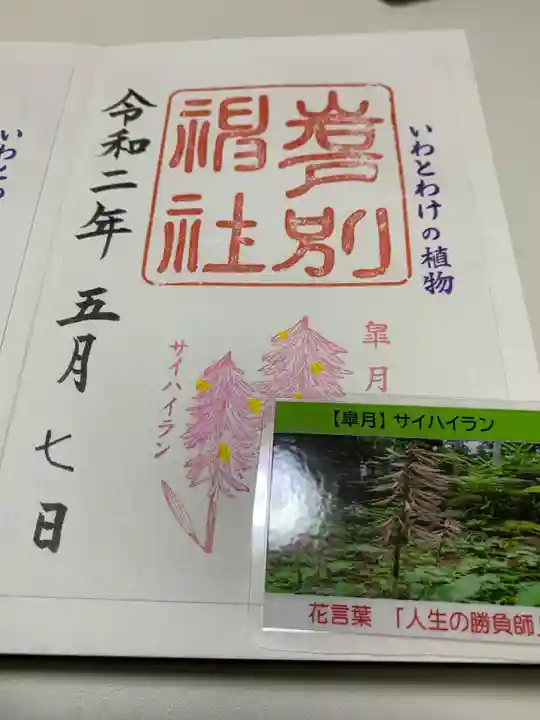 いわとわけの植物
岩戸別
神社
令和二年 五月 七日
皐月
サイハイラン
【皐月】サイハイラン
花言葉 「人生の勝負師」